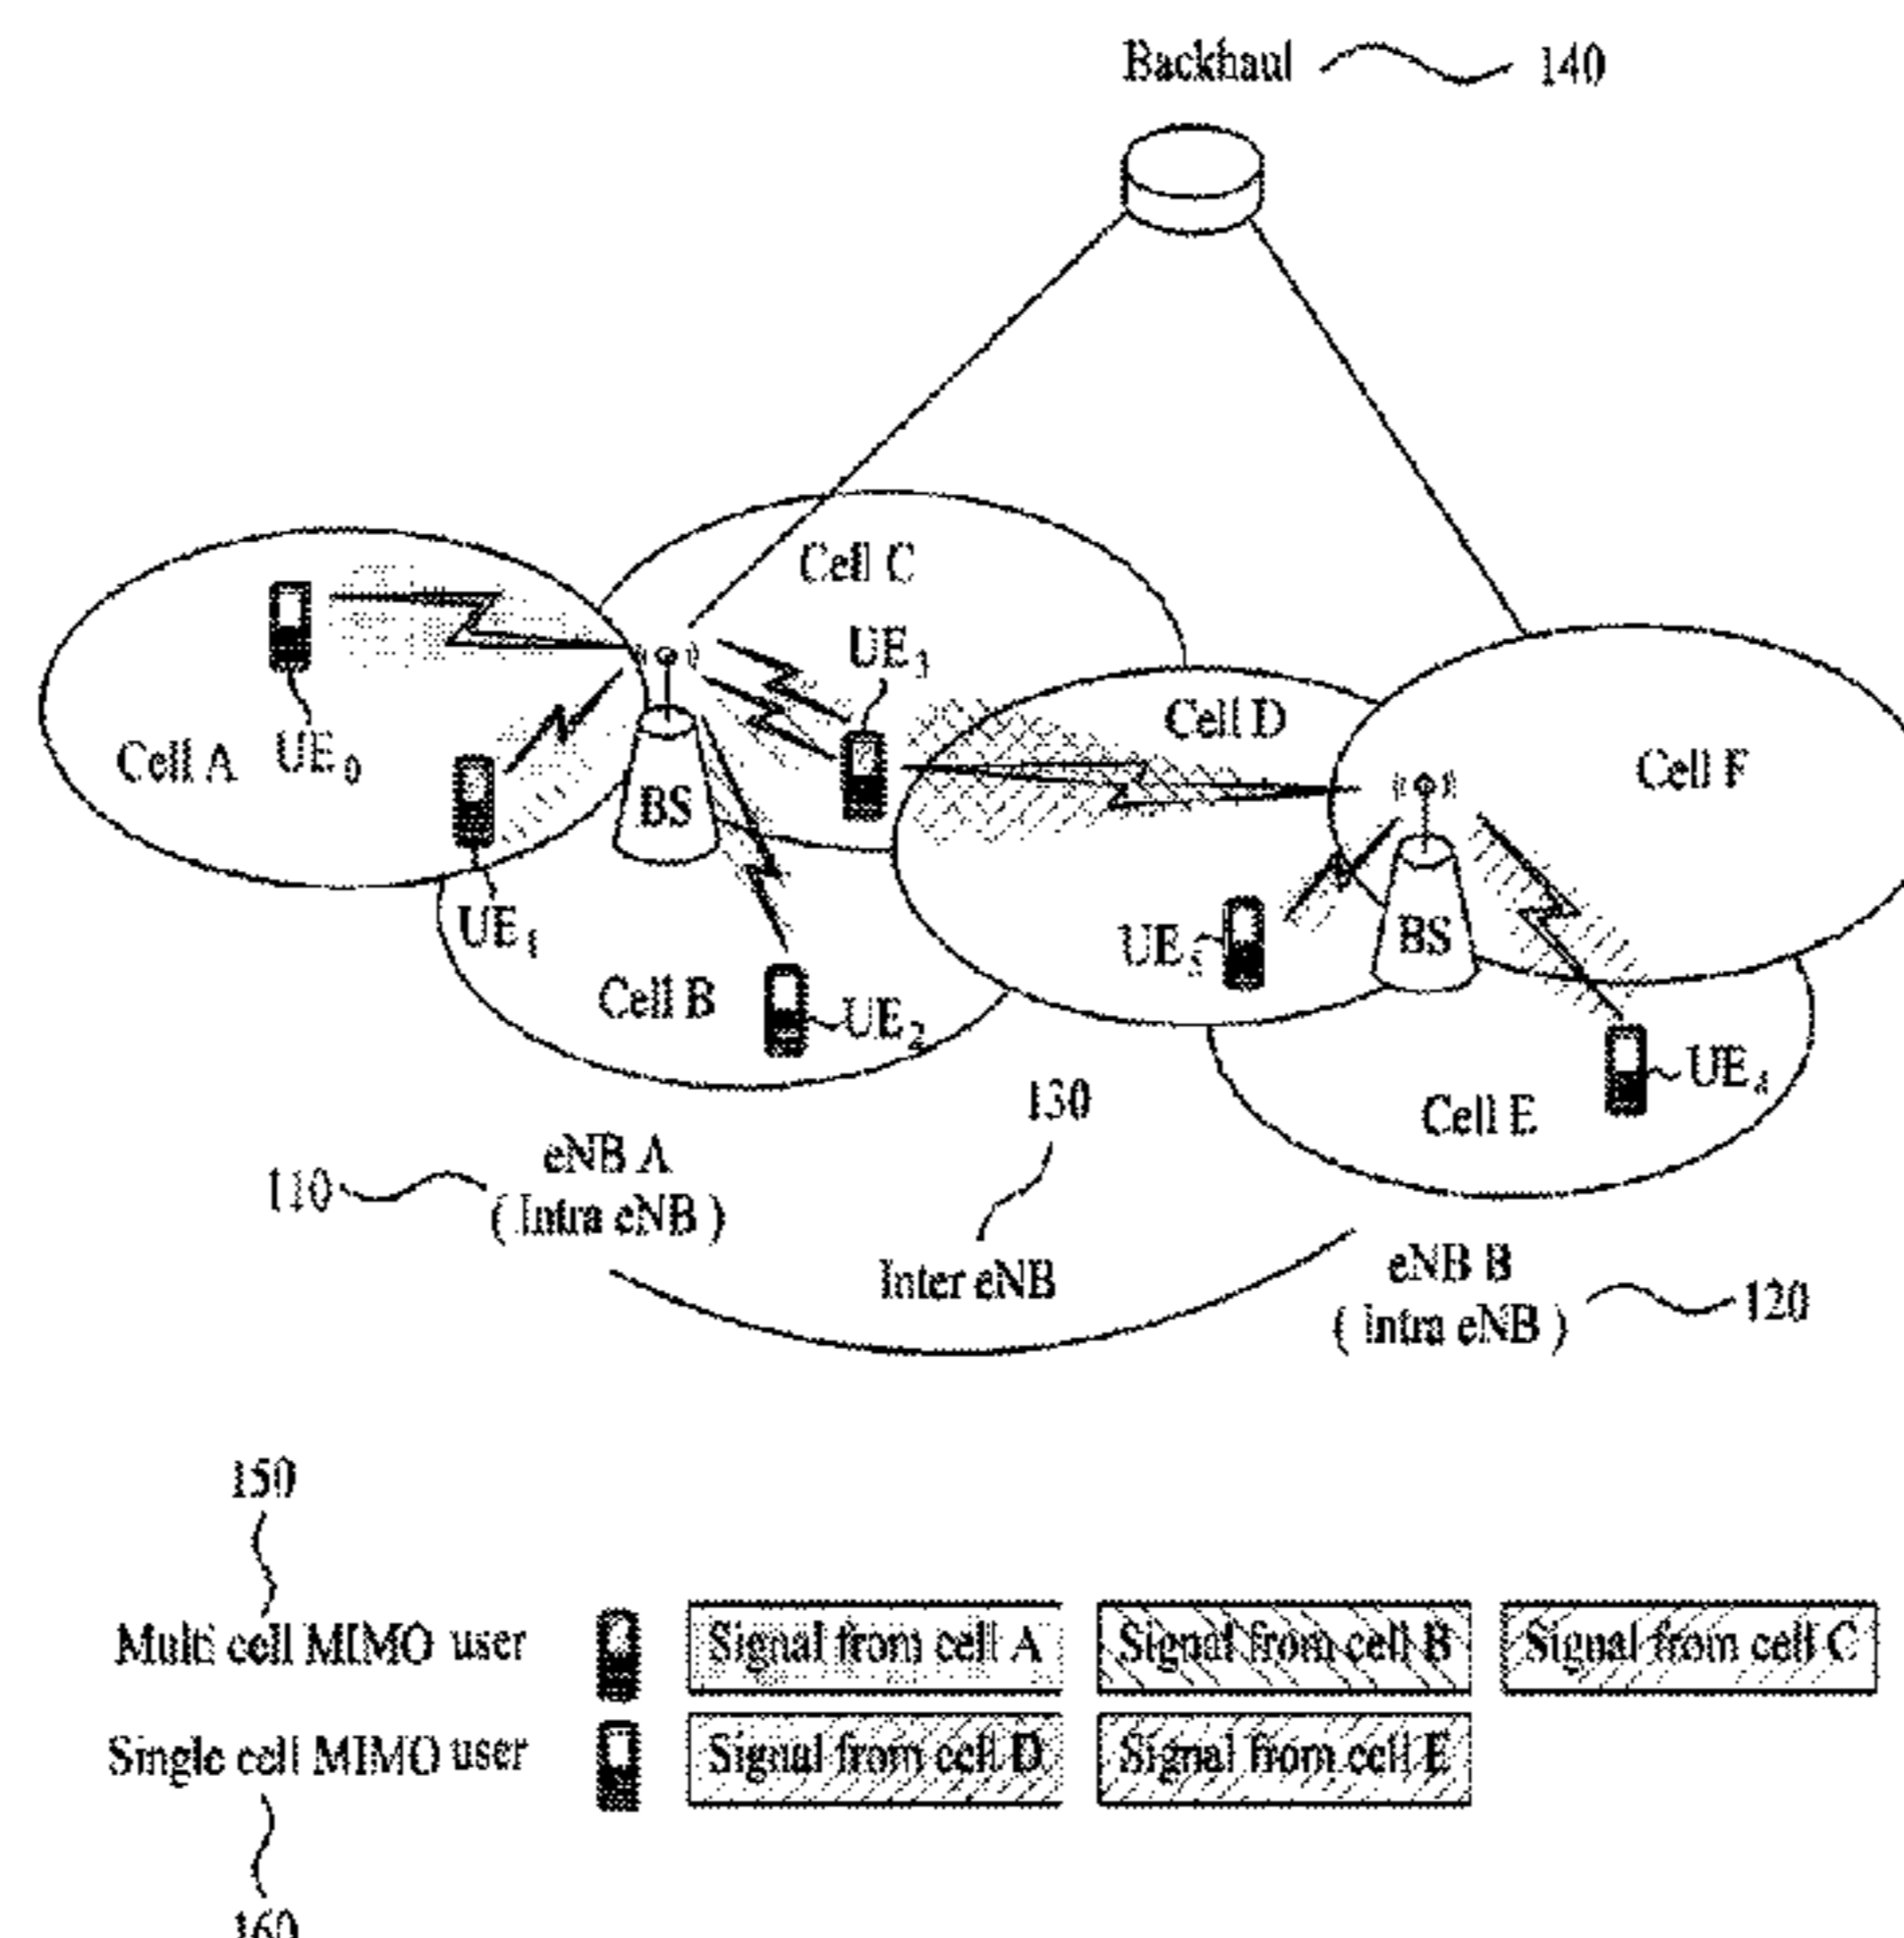 Backhaul 140
Cell C
UE3
Cell D
Cell F
Cell A
UE0
BS
UE1
UE5
BS
Cell B
UE2
UE4
Cell E
130
eNB A
110
( Intra eNB )
Inter eNB
eNB B
120
( Intra eNB )
150
Multi cell MIMO user
Signal from cell A
Signal from cell B
Signal from cell C
Single cell MIMO user
Signal from cell D
Signal from cell E
160